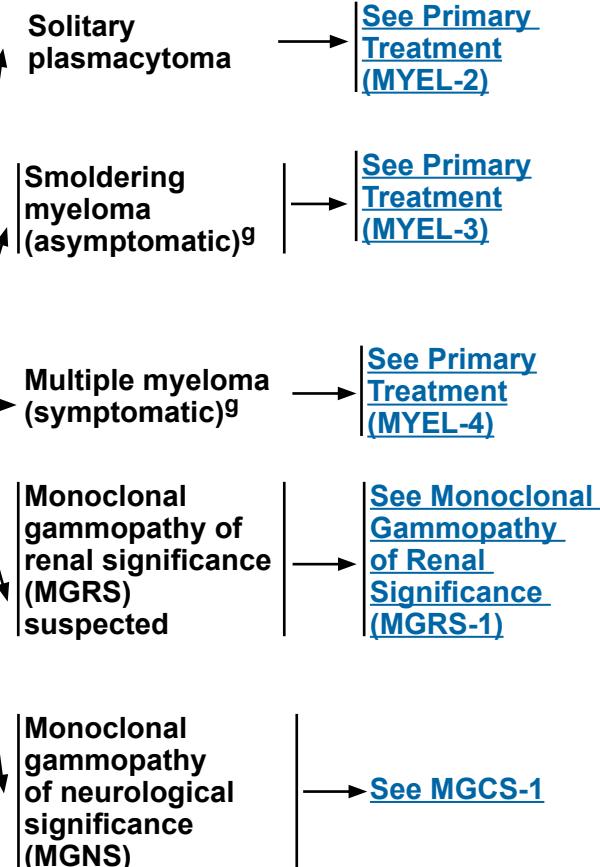 Solitary
plasmacytoma
See Primary
Treatment
(MYEL-2)
Smoldering
myeloma
(asymptomatic)g
See Primary
Treatment
(MYEL-3)
Multiple myeloma
(symptomatic)g
See Primary
Treatment
(MYEL-4)
Monoclonal
gammopathy of
renal significance
(MGRS)
suspected
See Monoclonal
Gammopathy
of Renal
Significance
(MGRS-1)
Monoclonal
gammopathy
of neurological
significance
(MGNS)
See MGCS-1